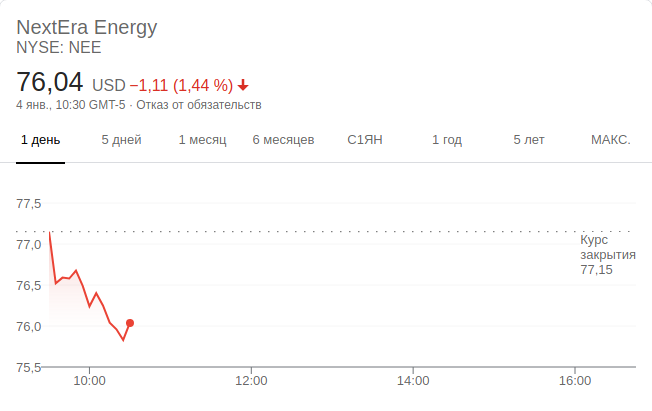 NextEra Energy
NYSE: NEE
76,04 USD −1,11 (1,44 %)
4 янв., 10:30 GMT-5 · Отказ от обязательств
1 день 5 дней 1 месяц 6 месяцев С1ЯН 1 год 5 лет МАКС.
77,5
77,0
76,5
76,0
75,5
Курс
закрытия
77,15
10:00 12:00 14:00 16:00